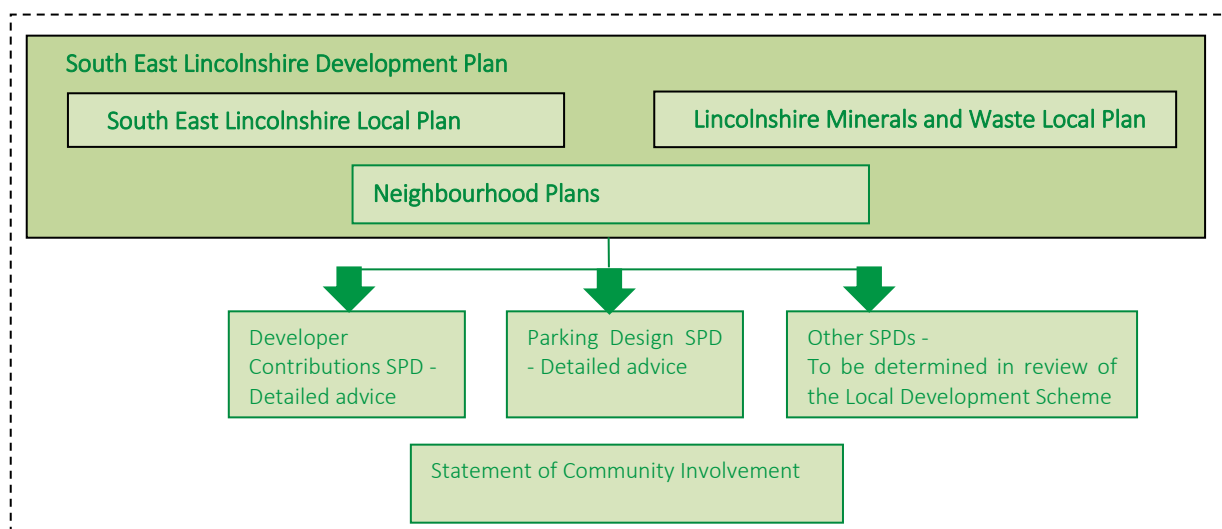 South East Lincolnshire Development Plan
South East Lincolnshire Local Plan
Lincolnshire Minerals and Waste Local Plan
Neighbourhood Plans
Developer
Contributions SPD -
Detailed advice
Parking Design SPD
- Detailed advice
Other SPDs -
To be determined in review of
the Local Development Scheme
Statement of Community Involvement